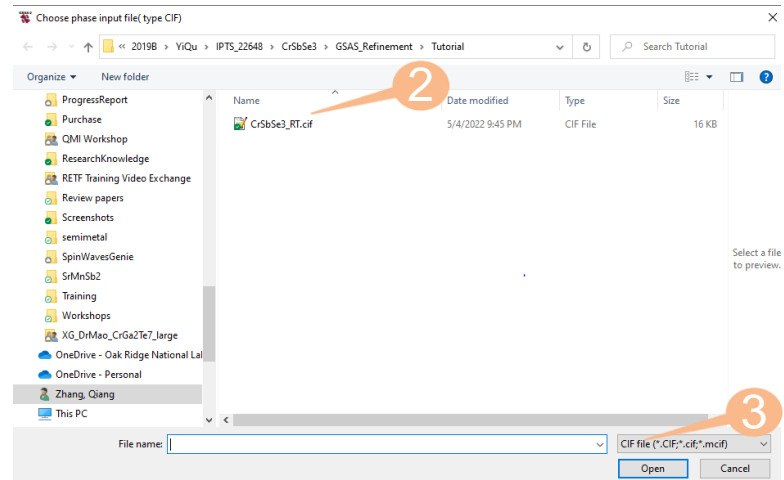 Choose phase input file( type CIF)
« 2019B > YiQu > IPTS_22648 > CrSbSe3 > GSAS_Refinement > Tutorial
Search Tutorial
Organize
New folder
ProgressReport
Purchase
QMI Workshop
ResearchKnowledge
RETF Training Video Exchange
Review papers
Screenshots
semimetal
SpinWavesGenie
SrMnSb2
Training
Workshops
XG_DrMao_CrGa2Te7_large
OneDrive - Oak Ridge National Lal
OneDrive - Personal
Zhang, Qiang
This PC
Name
Date modified
Type
Size
CrSbSe3_RT.cif
5/4/2022 9:45 PM
CIF File
16 KB
2
Select a file
to preview.
3
File name:
CIF file (*.CIF;*.cif;*.mcif)
Open
Cancel